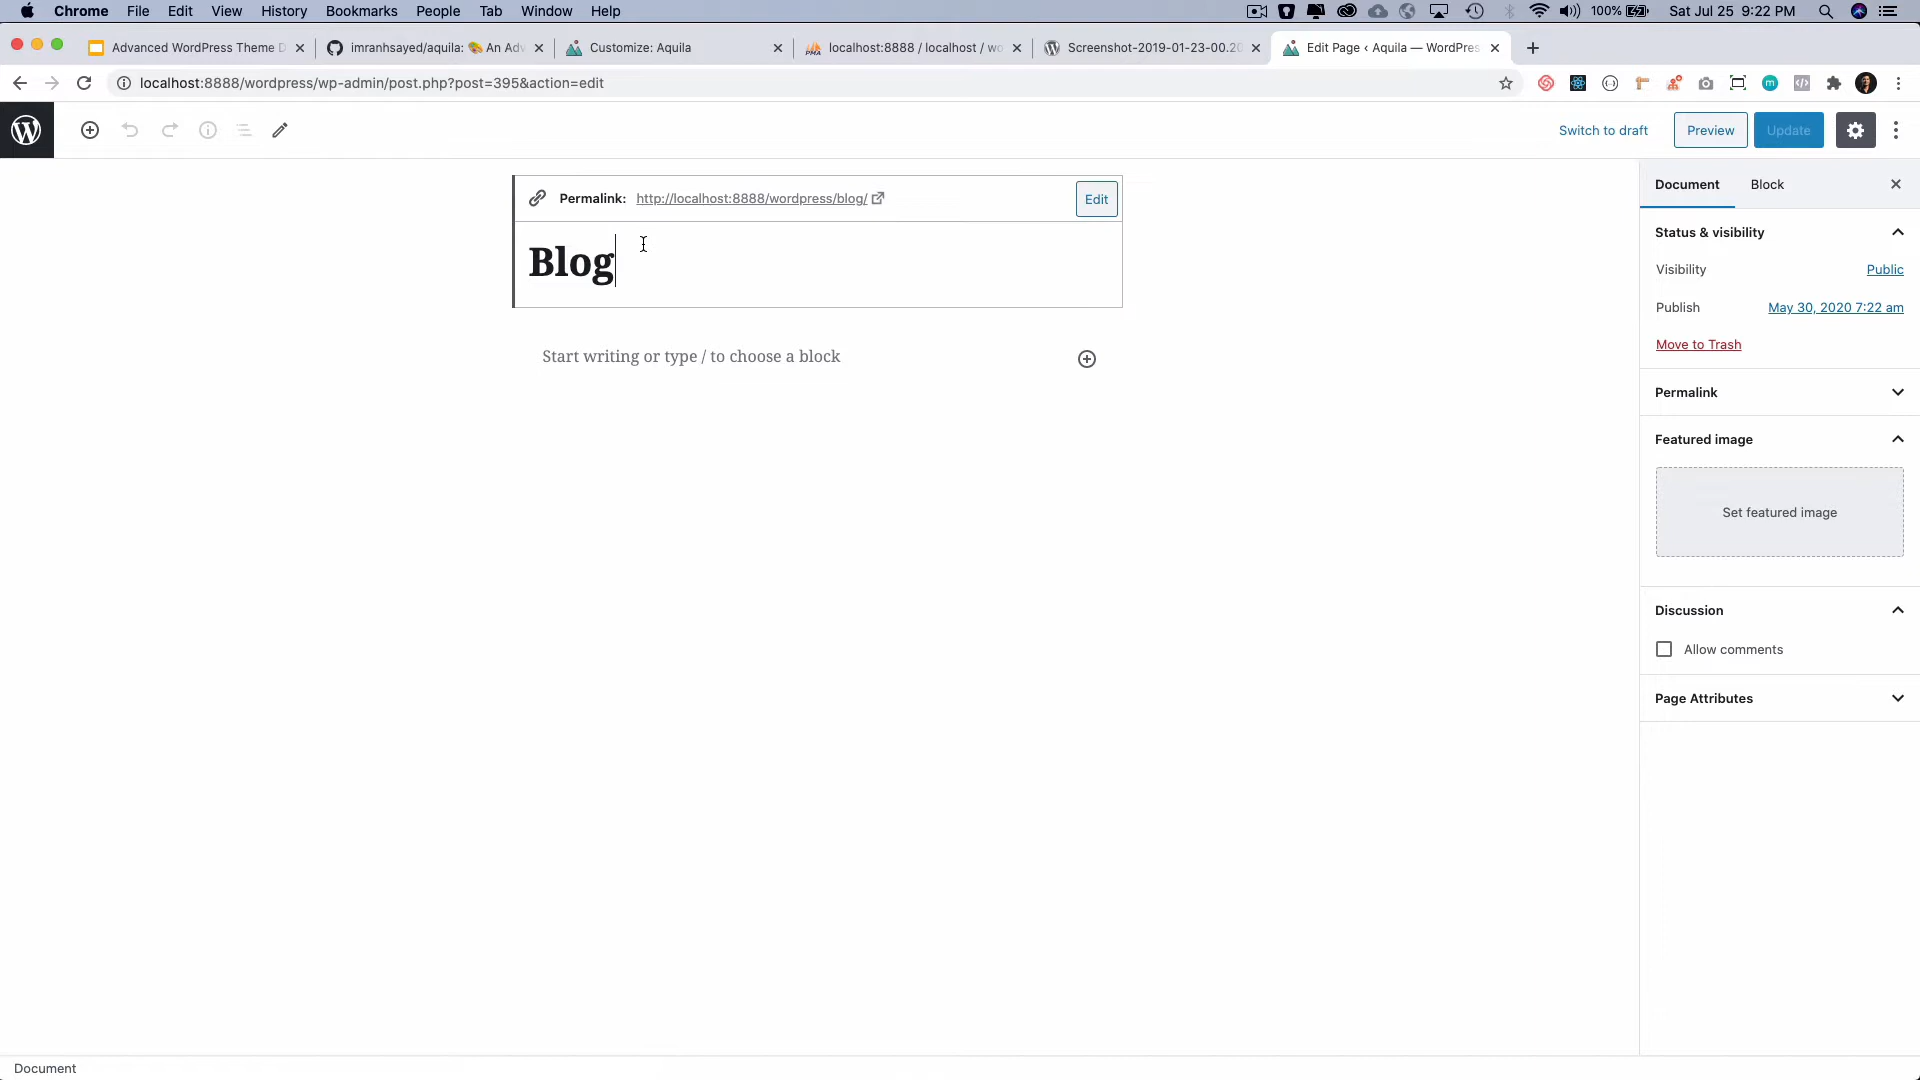 Chrome File Edit View History Bookmarks People Tab Window Help 100% Sat Jul 25 9:22 PM
Advanced WordPress Theme D imranhsayed/aquila: 🎨 An Adv Customize: Aquila localhost:8888 / localhost / wo Screenshot-2019-01-23-00.20 Edit Page ‹ Aquila — WordPres
localhost:8888/wordpress/wp-admin/post.php?post=395&action=edit
Switch to draft Preview Update
Permalink: http://localhost:8888/wordpress/blog/ Edit
Blog
Start writing or type / to choose a block
Document Block
Status & visibility
Visibility Public
Publish May 30, 2020 7:22 am
Move to Trash
Permalink
Featured image
Set featured image
Discussion
Allow comments
Page Attributes
Document